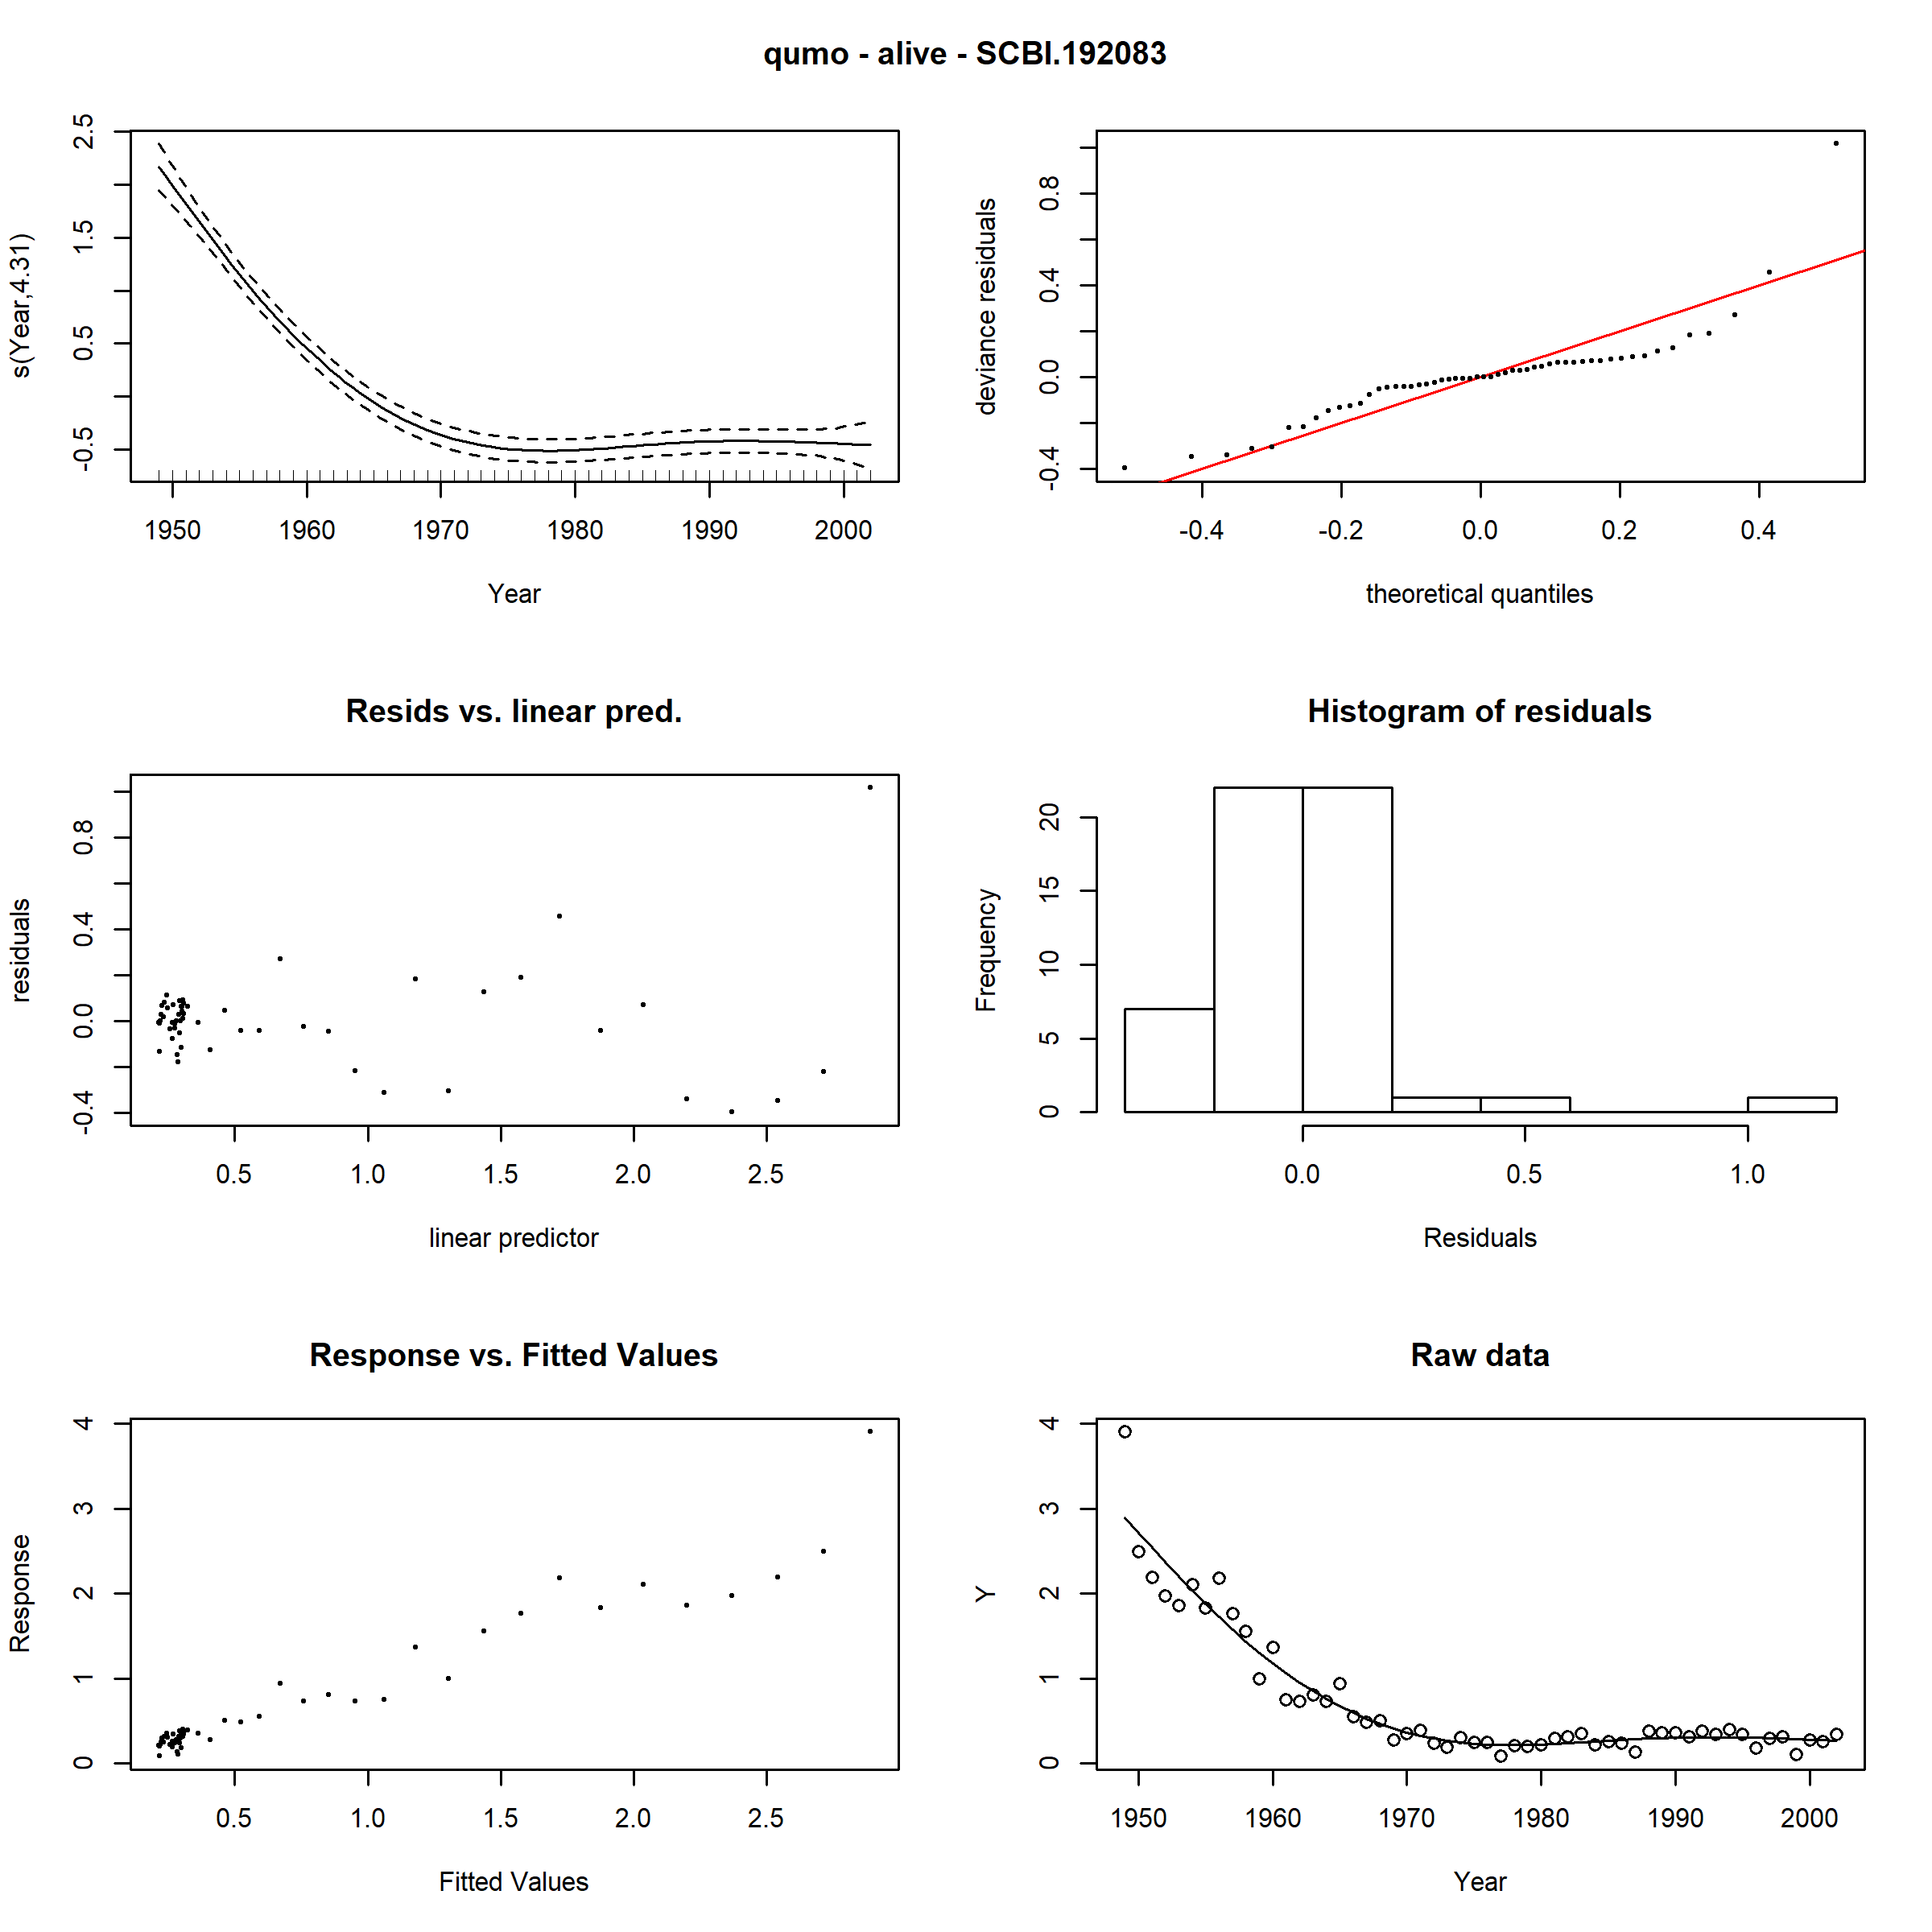 qumo - alive - SCBI.192083
s(Year,4.31)
2.5
1.5
0.5
-0.5
1950 1960 1970 1980 1990 2000
Year
deviance residuals
0.8
0.4
0.0
-0.4
-0.4 -0.2 0.0 0.2 0.4
theoretical quantiles
Resids vs. linear pred.
residuals
0.8
0.4
0.0
-0.4
0.5 1.0 1.5 2.0 2.5
linear predictor
Histogram of residuals
Frequency
20
15
10
5
0
0.0 0.5 1.0
Residuals
Response vs. Fitted Values
Response
4
3
2
1
0
0.5 1.0 1.5 2.0 2.5
Fitted Values
Raw data
Y
4
3
2
1
0
1950 1960 1970 1980 1990 2000
Year